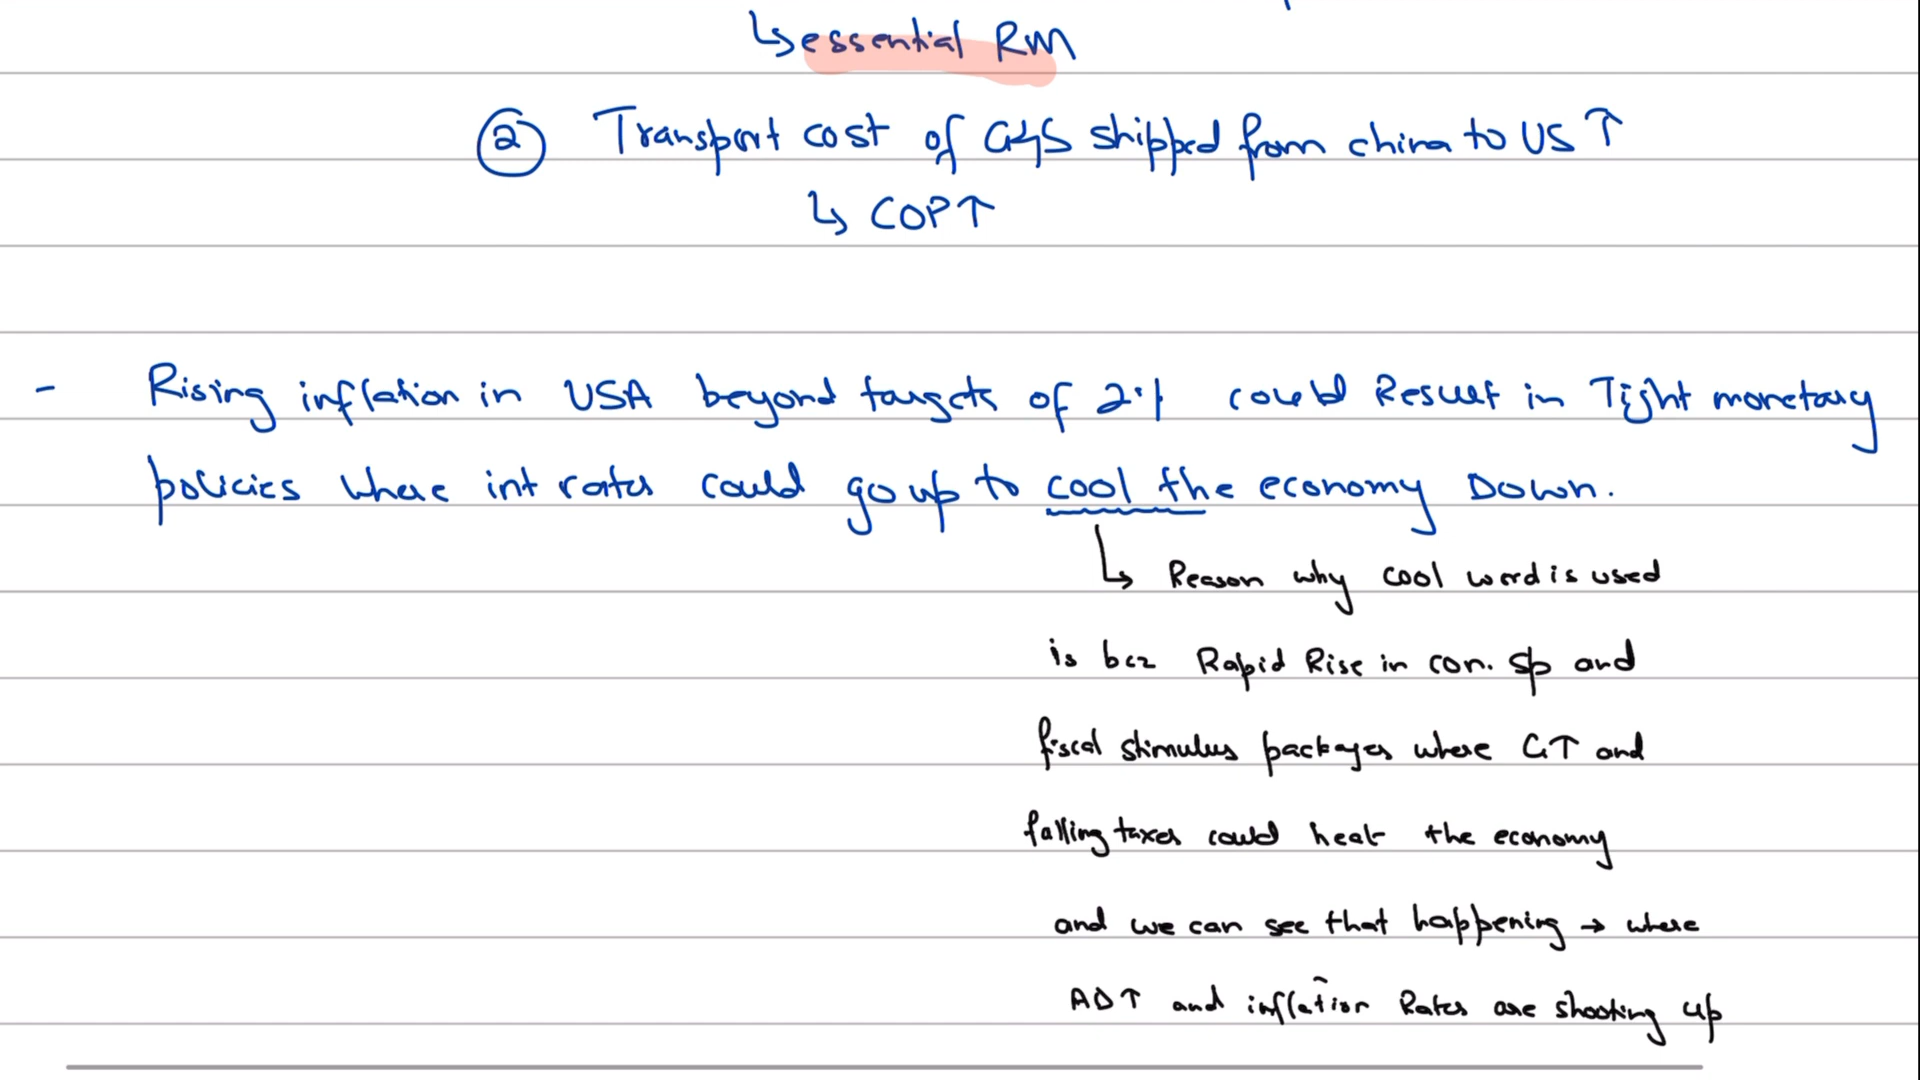 ↳ essential RM
② Transport cost of G&S shipped from china to US ↑
↳ COP↑
- Rising inflation in USA beyond targets of 2% could Result in Tight monetary
policies where int rates could go up to cool the economy Down.
↳ Reason why cool word is used
is bcz Rapid Rise in con. sp and
fiscal stimulus packages where G↑ and
falling taxes could heat the economy
and we can see that happening → where
AD↑ and inflation Rates are shooting up